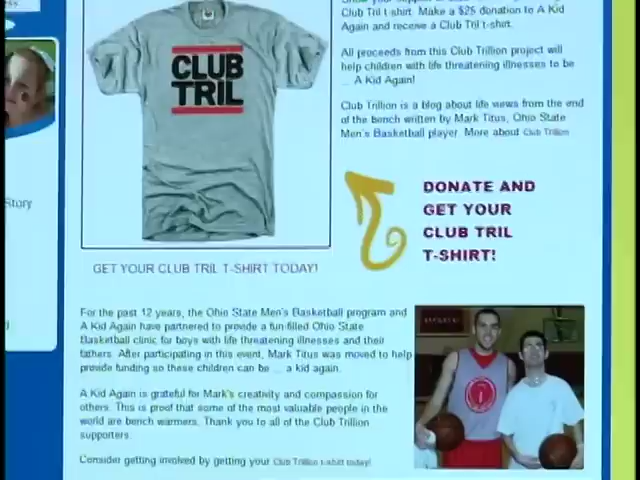 CLUB
TRIL
Club Tril t-shirt. Make a $25 donation to A Kid
Again and receive a Club Tril t-shirt.
All proceeds from this Club Trillion project will
help children with life threatening illnesses to be
... A Kid Again!
Club Trillion is a blog about life views from the end
of the bench written by Mark Titus, Ohio State
Men's Basketball player. More about Club Trillion
Story
DONATE AND
GET YOUR
CLUB TRIL
T-SHIRT!
GET YOUR CLUB TRIL T-SHIRT TODAY!
For the past 12 years, the Ohio State Men's Basketball program and
A Kid Again have partnered to provide a fun filled Ohio State
Basketball clinic for boys with life threatening illnesses and their
fathers. After participating in this event, Mark Titus was moved to help
provide funding so these children can be ... a kid again.
A Kid Again is grateful for Mark's creativity and compassion for
others. This is proof that some of the most valuable people in the
world are bench warmers. Thank you to all of the Club Trillion
supporters.
Consider getting involved by getting your Club Trillion t-shirt today!